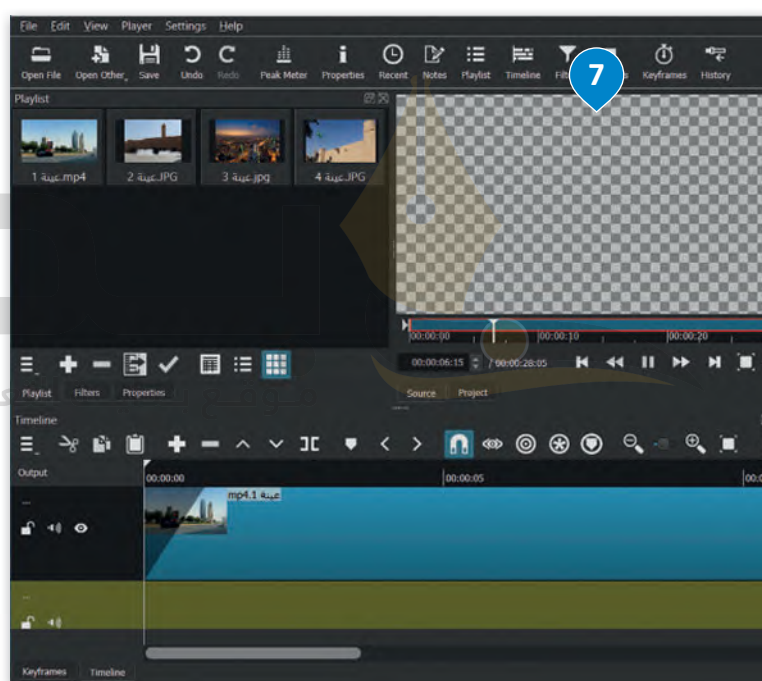 File Edit View Player Settings Help
7
Open File Open Other Save Undo Redo Peak Meter Properties Recent Notes Playlist Timeline Keyframes History
Playlist
عينة 1.mp4 عينة 2.JPG عينة 3.jpg عينة 4.JPG
00:00:00 00:00:10 00:00:20
00:00:06:15 / 00:00:28:05
Playlist Filters Properties
Source Project
Timeline
Output 00:00:00 00:00:05
عينة 1.mp4
Keyframes Timeline